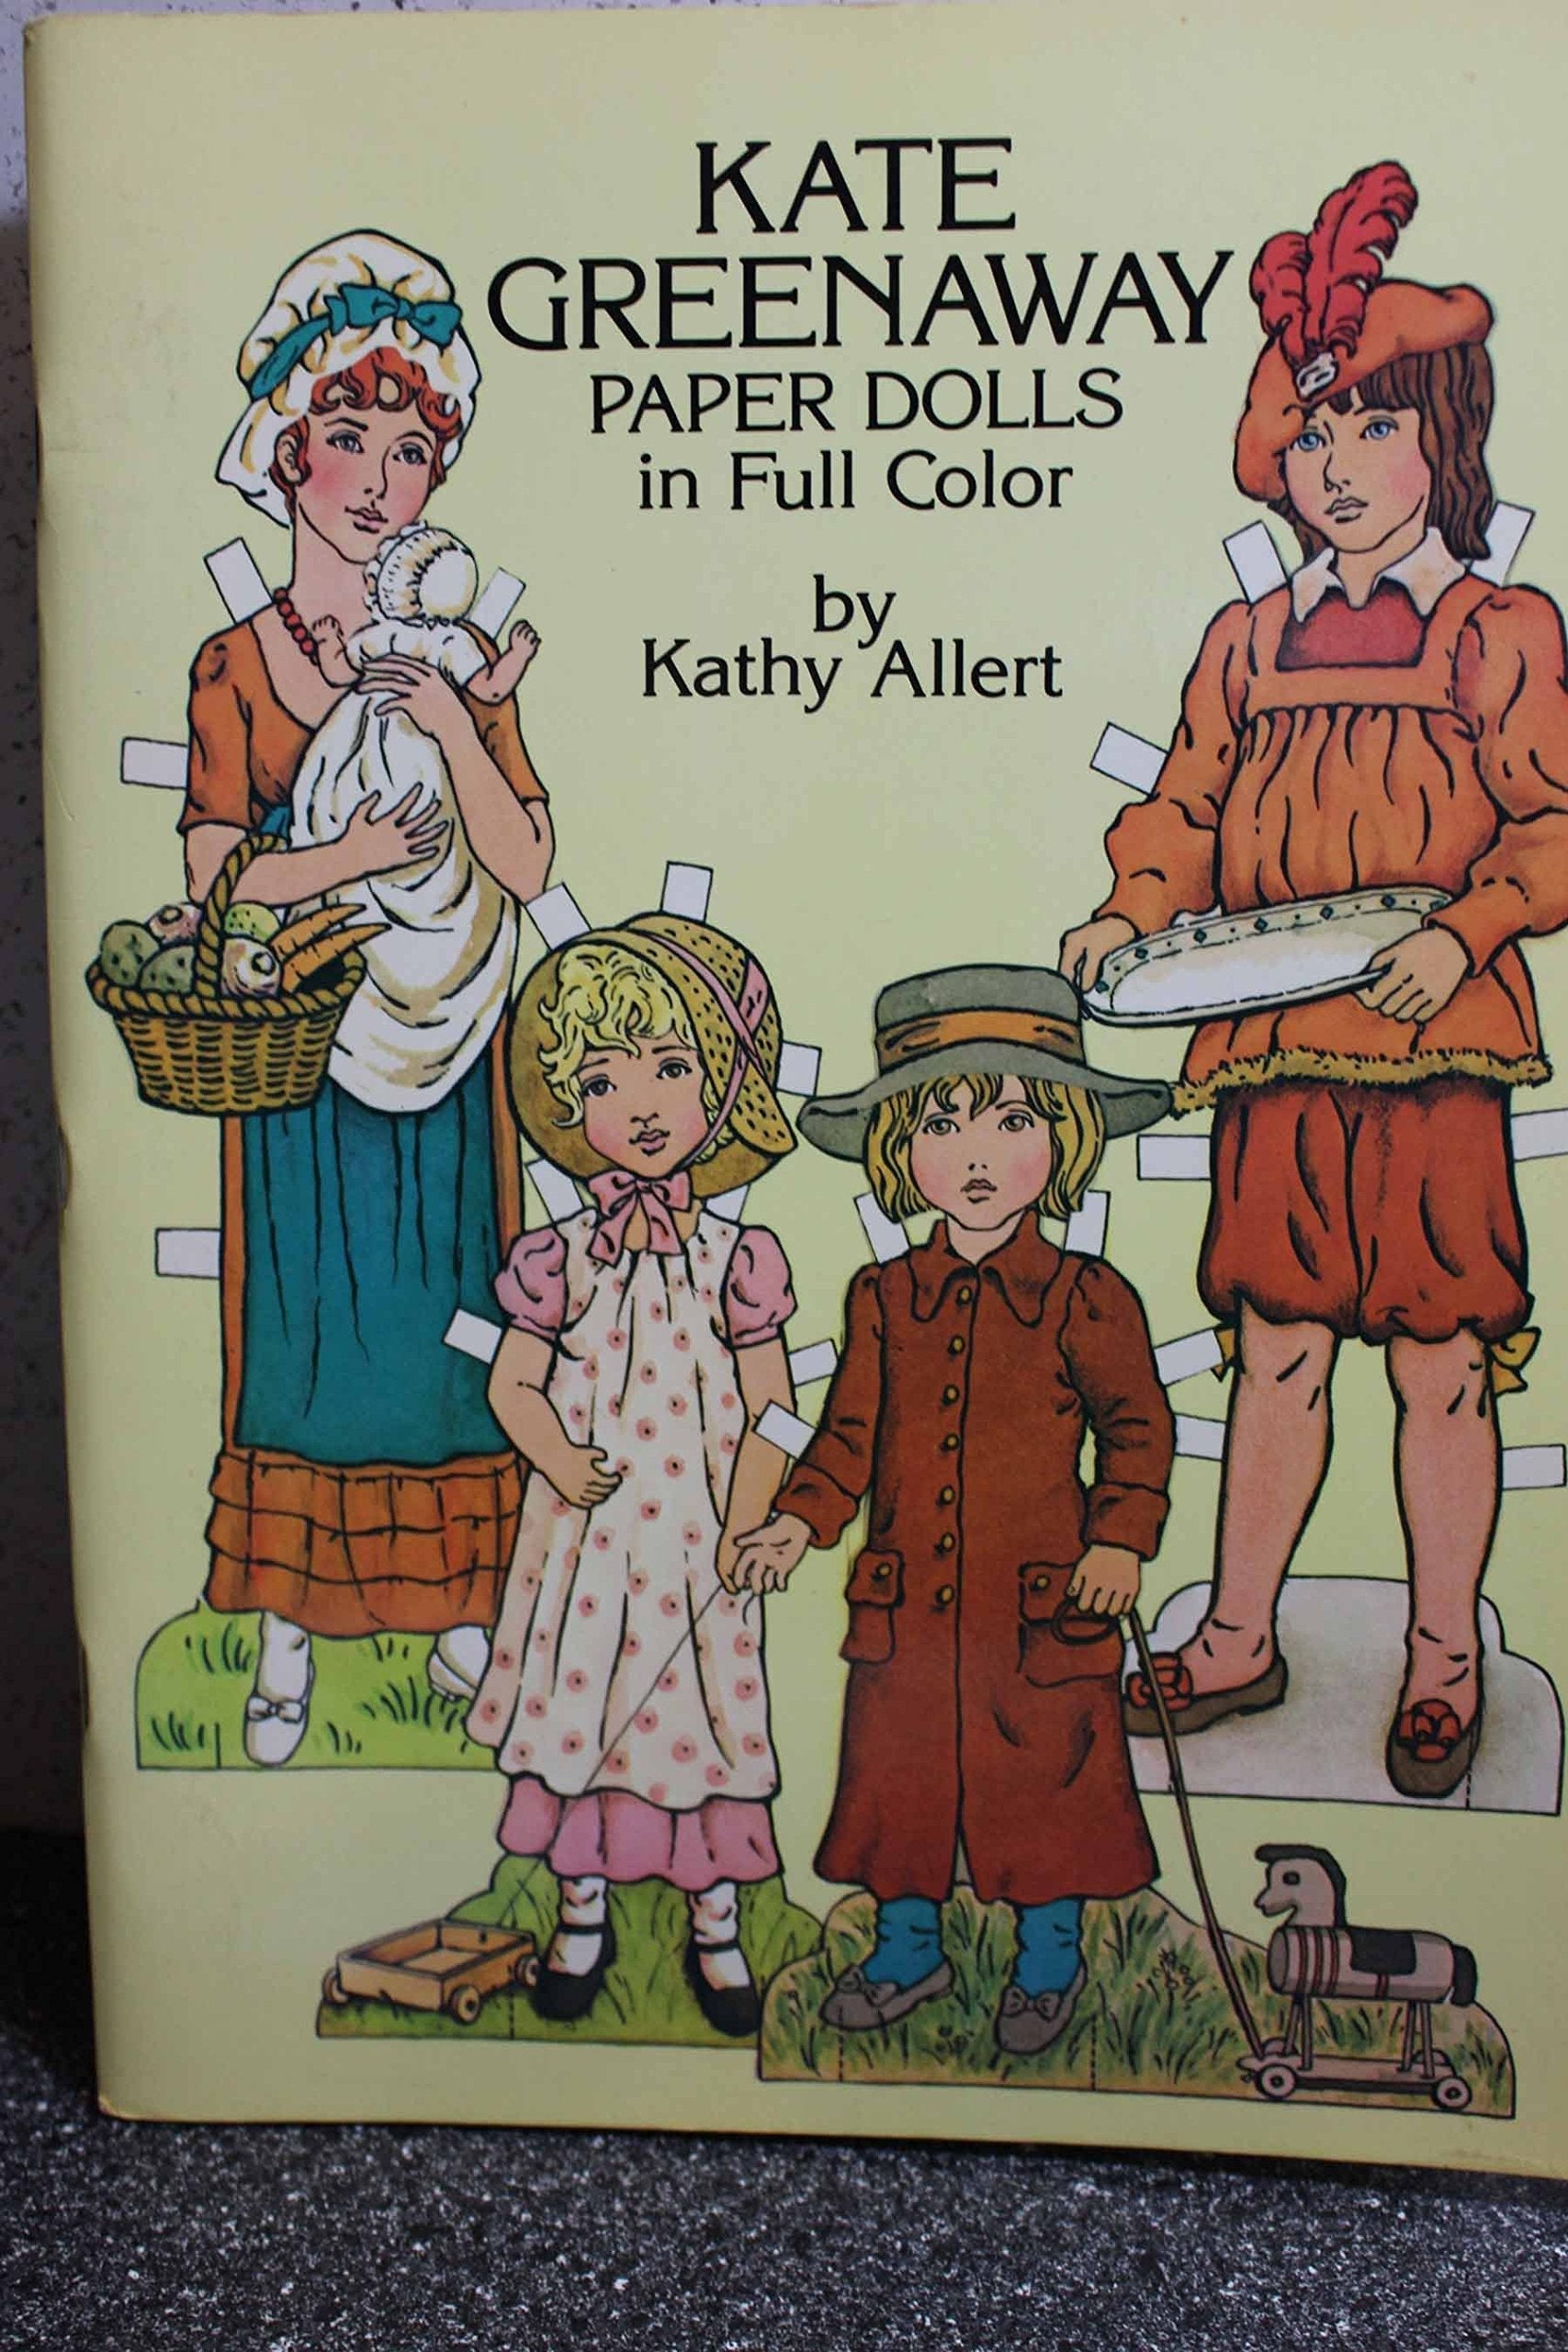 KATE
GREENAWAY
PAPER DOLLS
in Full Color
by
Kathy Allert